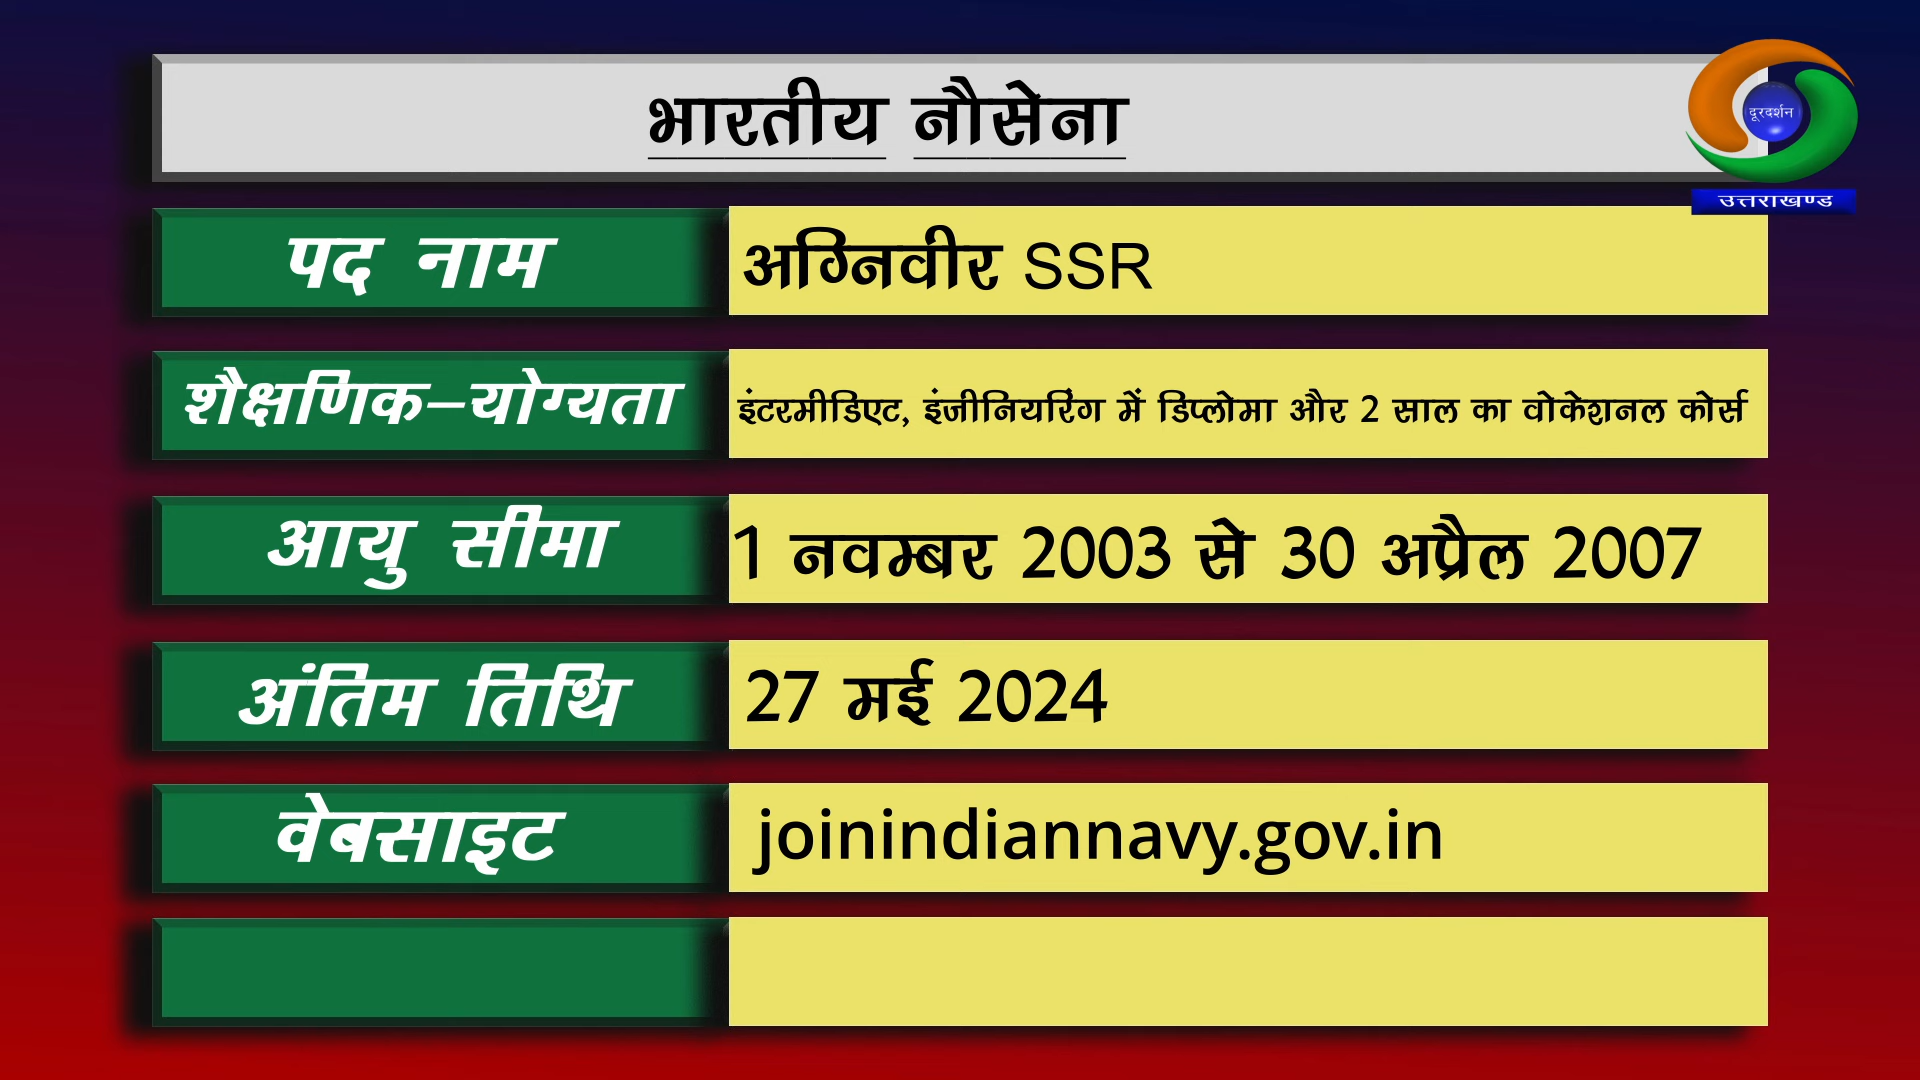 भारतीय नौसेना
दूरदर्शन
उत्तराखण्ड
पद नाम
अग्निवीर SSR
शैक्षणिक–योग्यता
इंटरमीडिएट, इंजीनियरिंग में डिप्लोमा और 2 साल का वोकेशनल कोर्स
आयु सीमा
1 नवम्बर 2003 से 30 अप्रैल 2007
अंतिम तिथि
27 मई 2024
वेबसाइट
joinindiannavy.gov.in